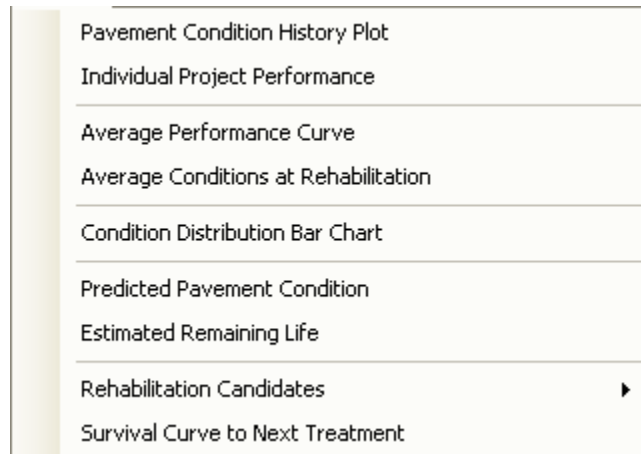 Pavement Condition History Plot
Individual Project Performance
Average Performance Curve
Average Conditions at Rehabilitation
Condition Distribution Bar Chart
Predicted Pavement Condition
Estimated Remaining Life
Rehabilitation Candidates
Survival Curve to Next Treatment